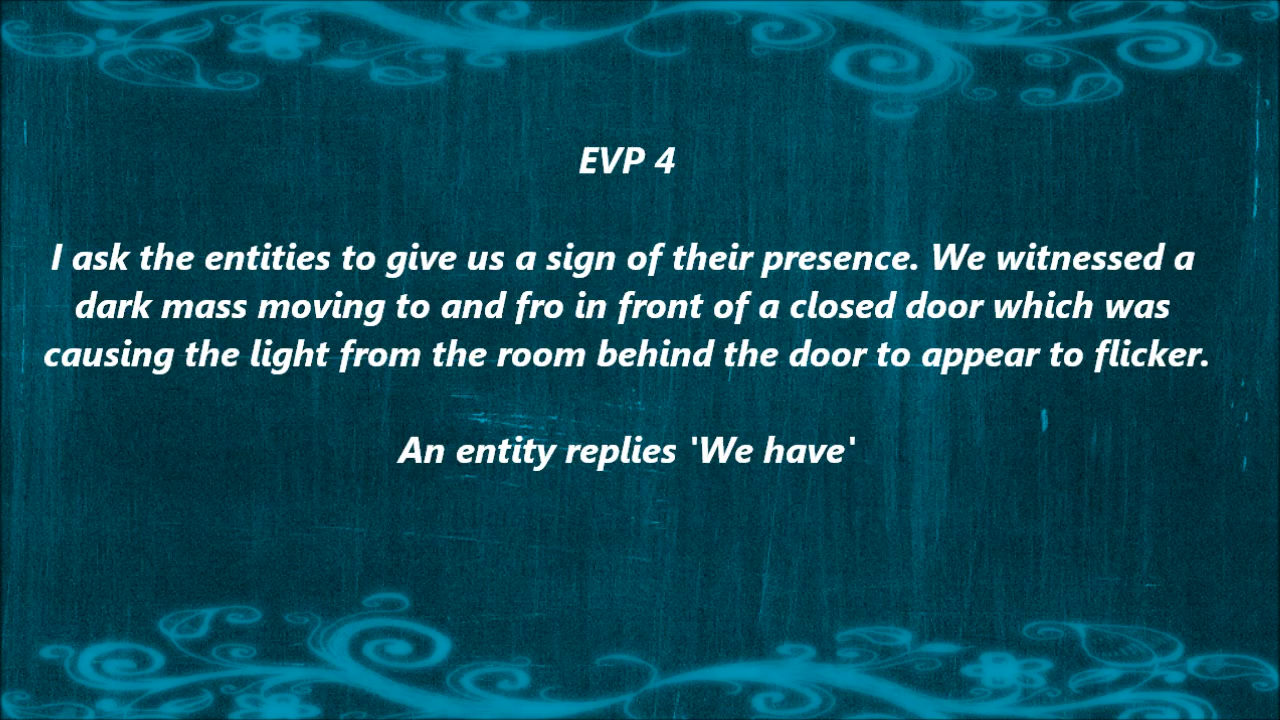 EVP 4
I ask the entities to give us a sign of their presence. We witnessed a
dark mass moving to and fro in front of a closed door which was
causing the light from the room behind the door to appear to flicker.
An entity replies 'We have'